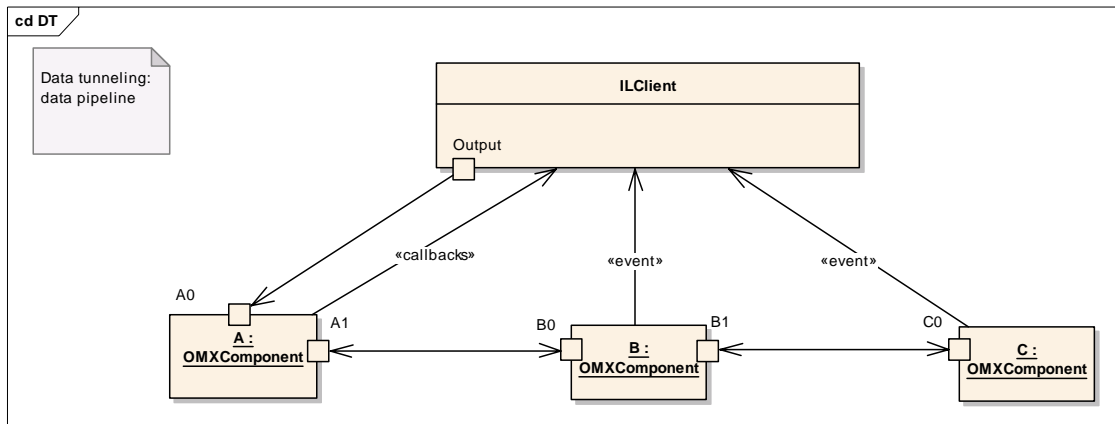 cd DT
Data tunneling:
data pipeline
ILClient
Output
«callbacks»
«event»
«event»
A0
A1
B0
B1
C0
A :
OMXComponent
B :
OMXComponent
C :
OMXComponent